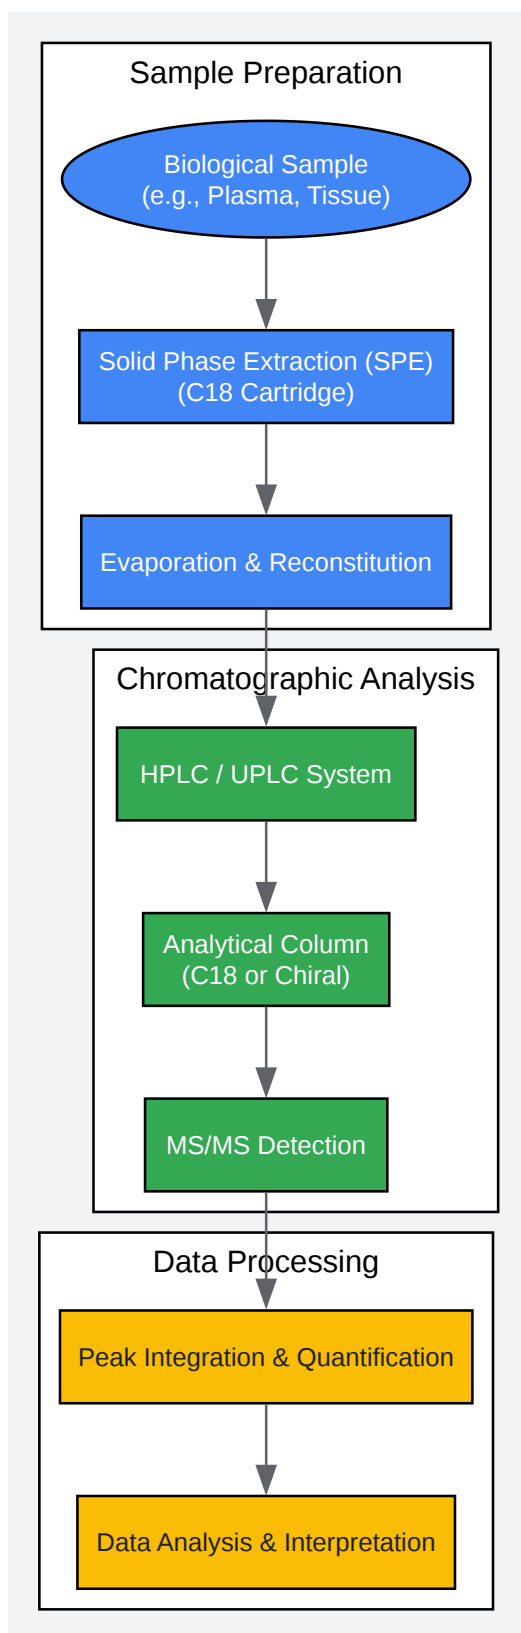 Sample Preparation
Biological Sample
(e.g., Plasma, Tissue)
Solid Phase Extraction (SPE)
(C18 Cartridge)
Evaporation & Reconstitution
Chromatographic Analysis
HPLC / UPLC System
Analytical Column
(C18 or Chiral)
MS/MS Detection
Data Processing
Peak Integration & Quantification
Data Analysis & Interpretation